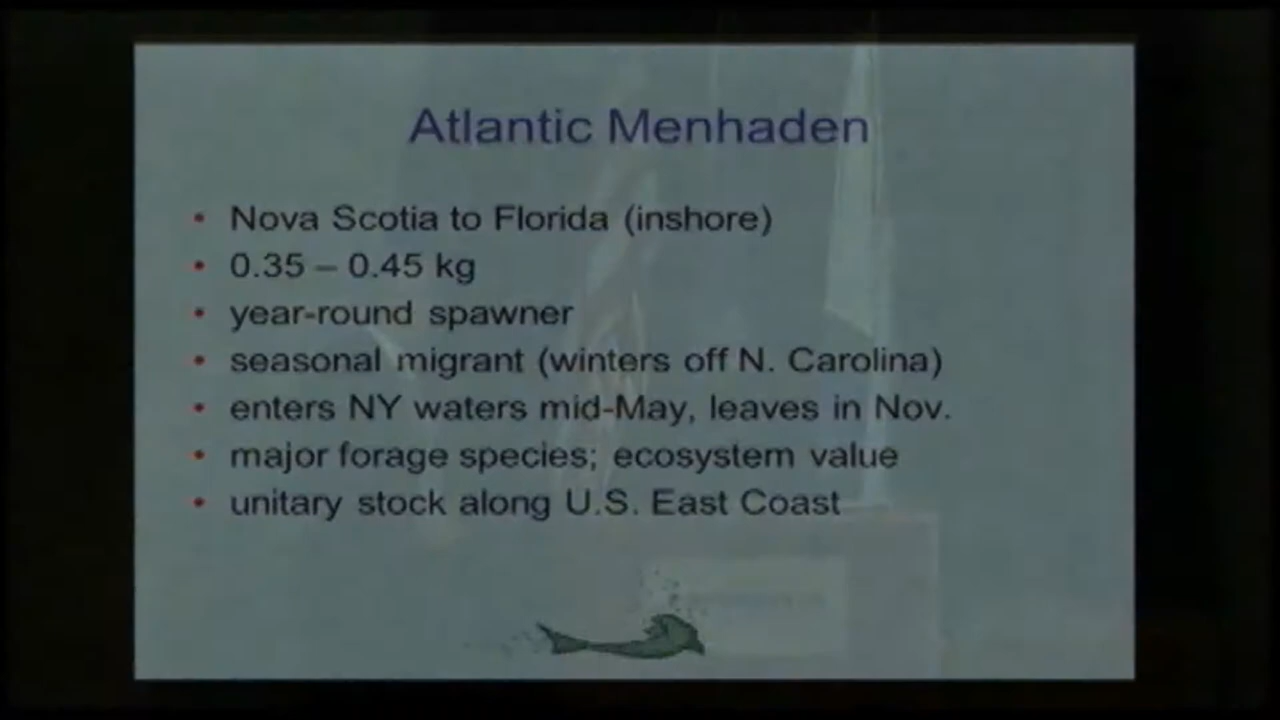 Atlantic Menhaden
• Nova Scotia to Florida (inshore)
• 0.35 – 0.45 kg
• year-round spawner
• seasonal migrant (winters off N. Carolina)
• enters NY waters mid-May, leaves in Nov.
• major forage species; ecosystem value
• unitary stock along U.S. East Coast